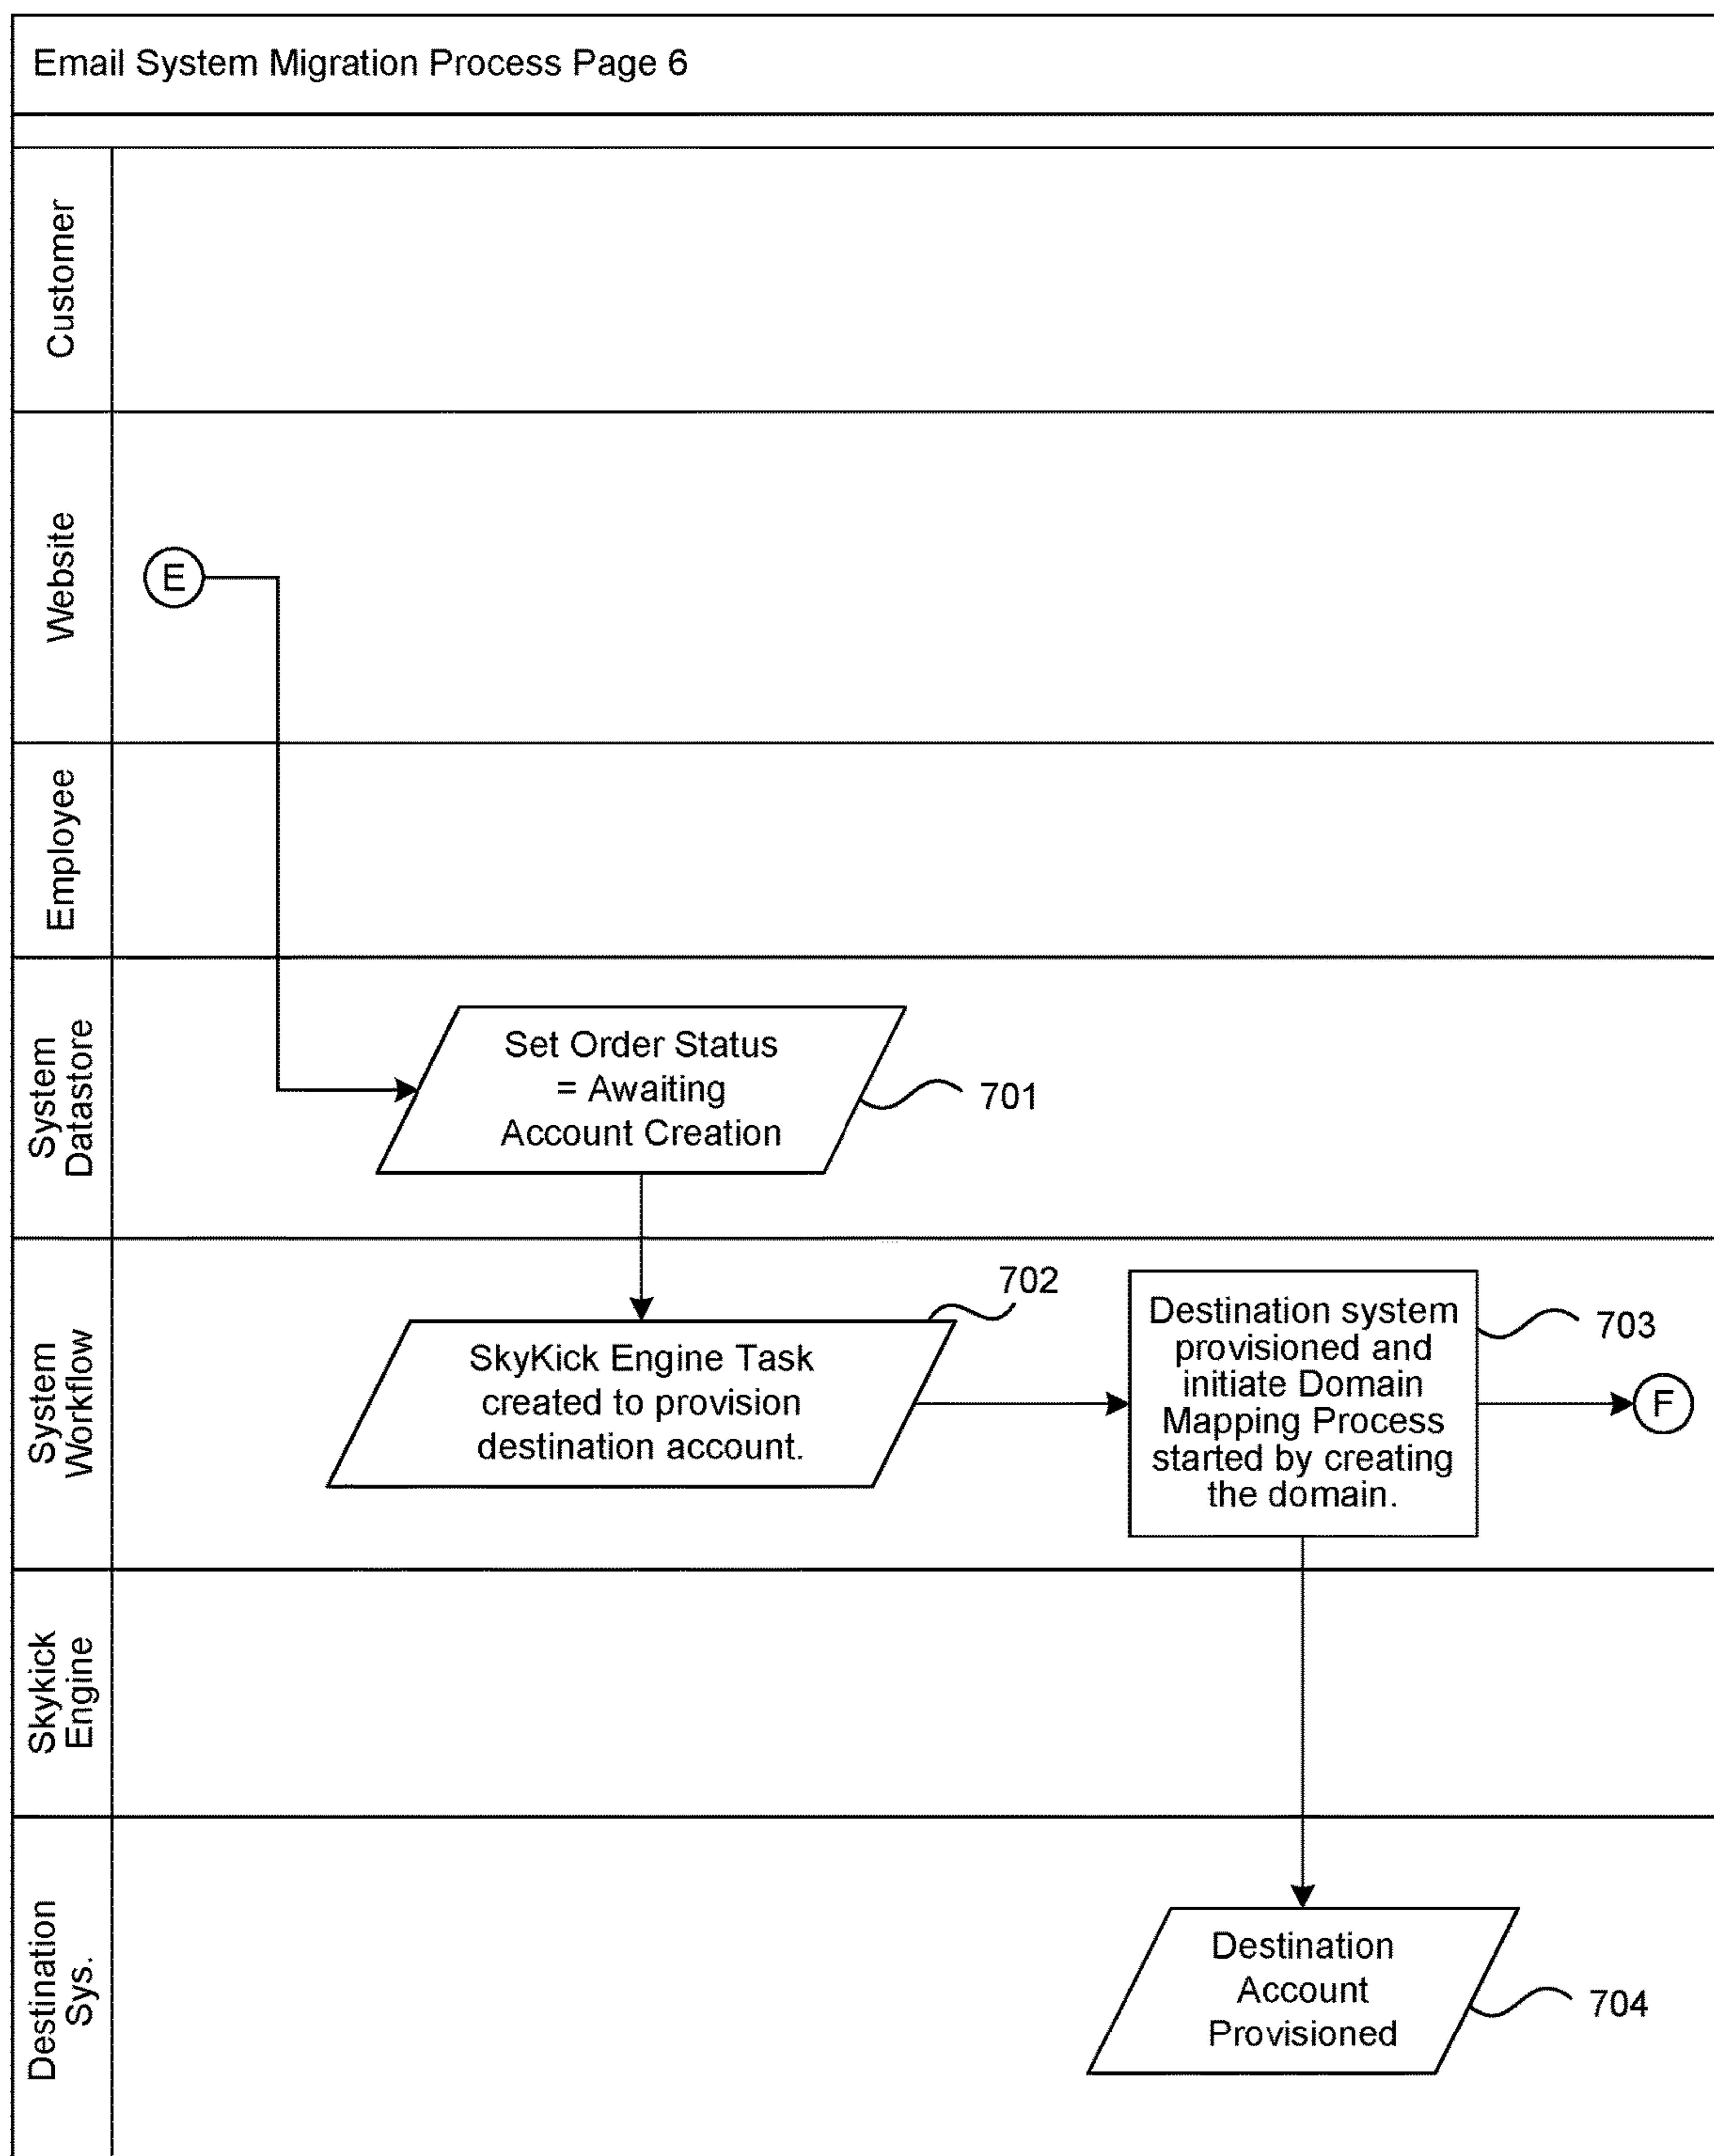 Email System Migration Process Page 6
Customer
Website
E
Employee
System
Datastore
Set Order Status
= Awaiting
Account Creation
701
System
Workflow
702
SkyKick Engine Task
created to provision
destination account.
Destination system
provisioned and
initiate Domain
Mapping Process
started by creating
the domain.
703
F
Skykick
Engine
Destination
Sys.
Destination
Account
Provisioned
704